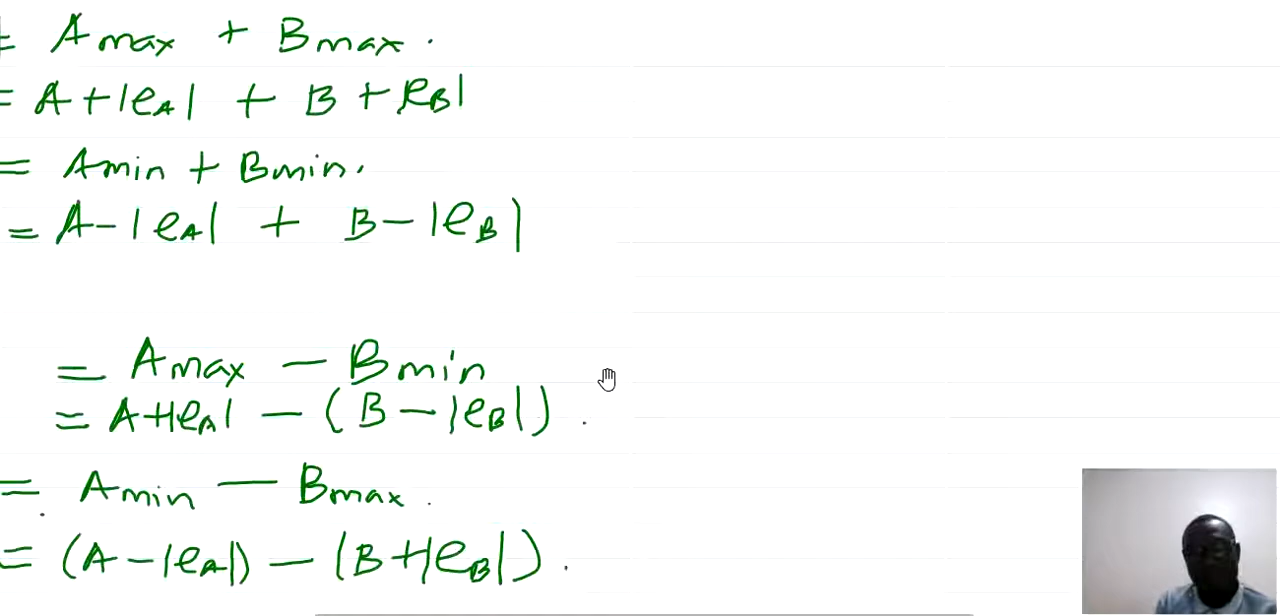 = Amax + Bmax.
= A+|eA| + B+|eB|
= Amin + Bmin.
= A-|eA| + B-|eB|
= Amax - Bmin
= A+|eA| - (B-|eB|).
= Amin - Bmax.
= (A-|eA|) - (B+|eB|).